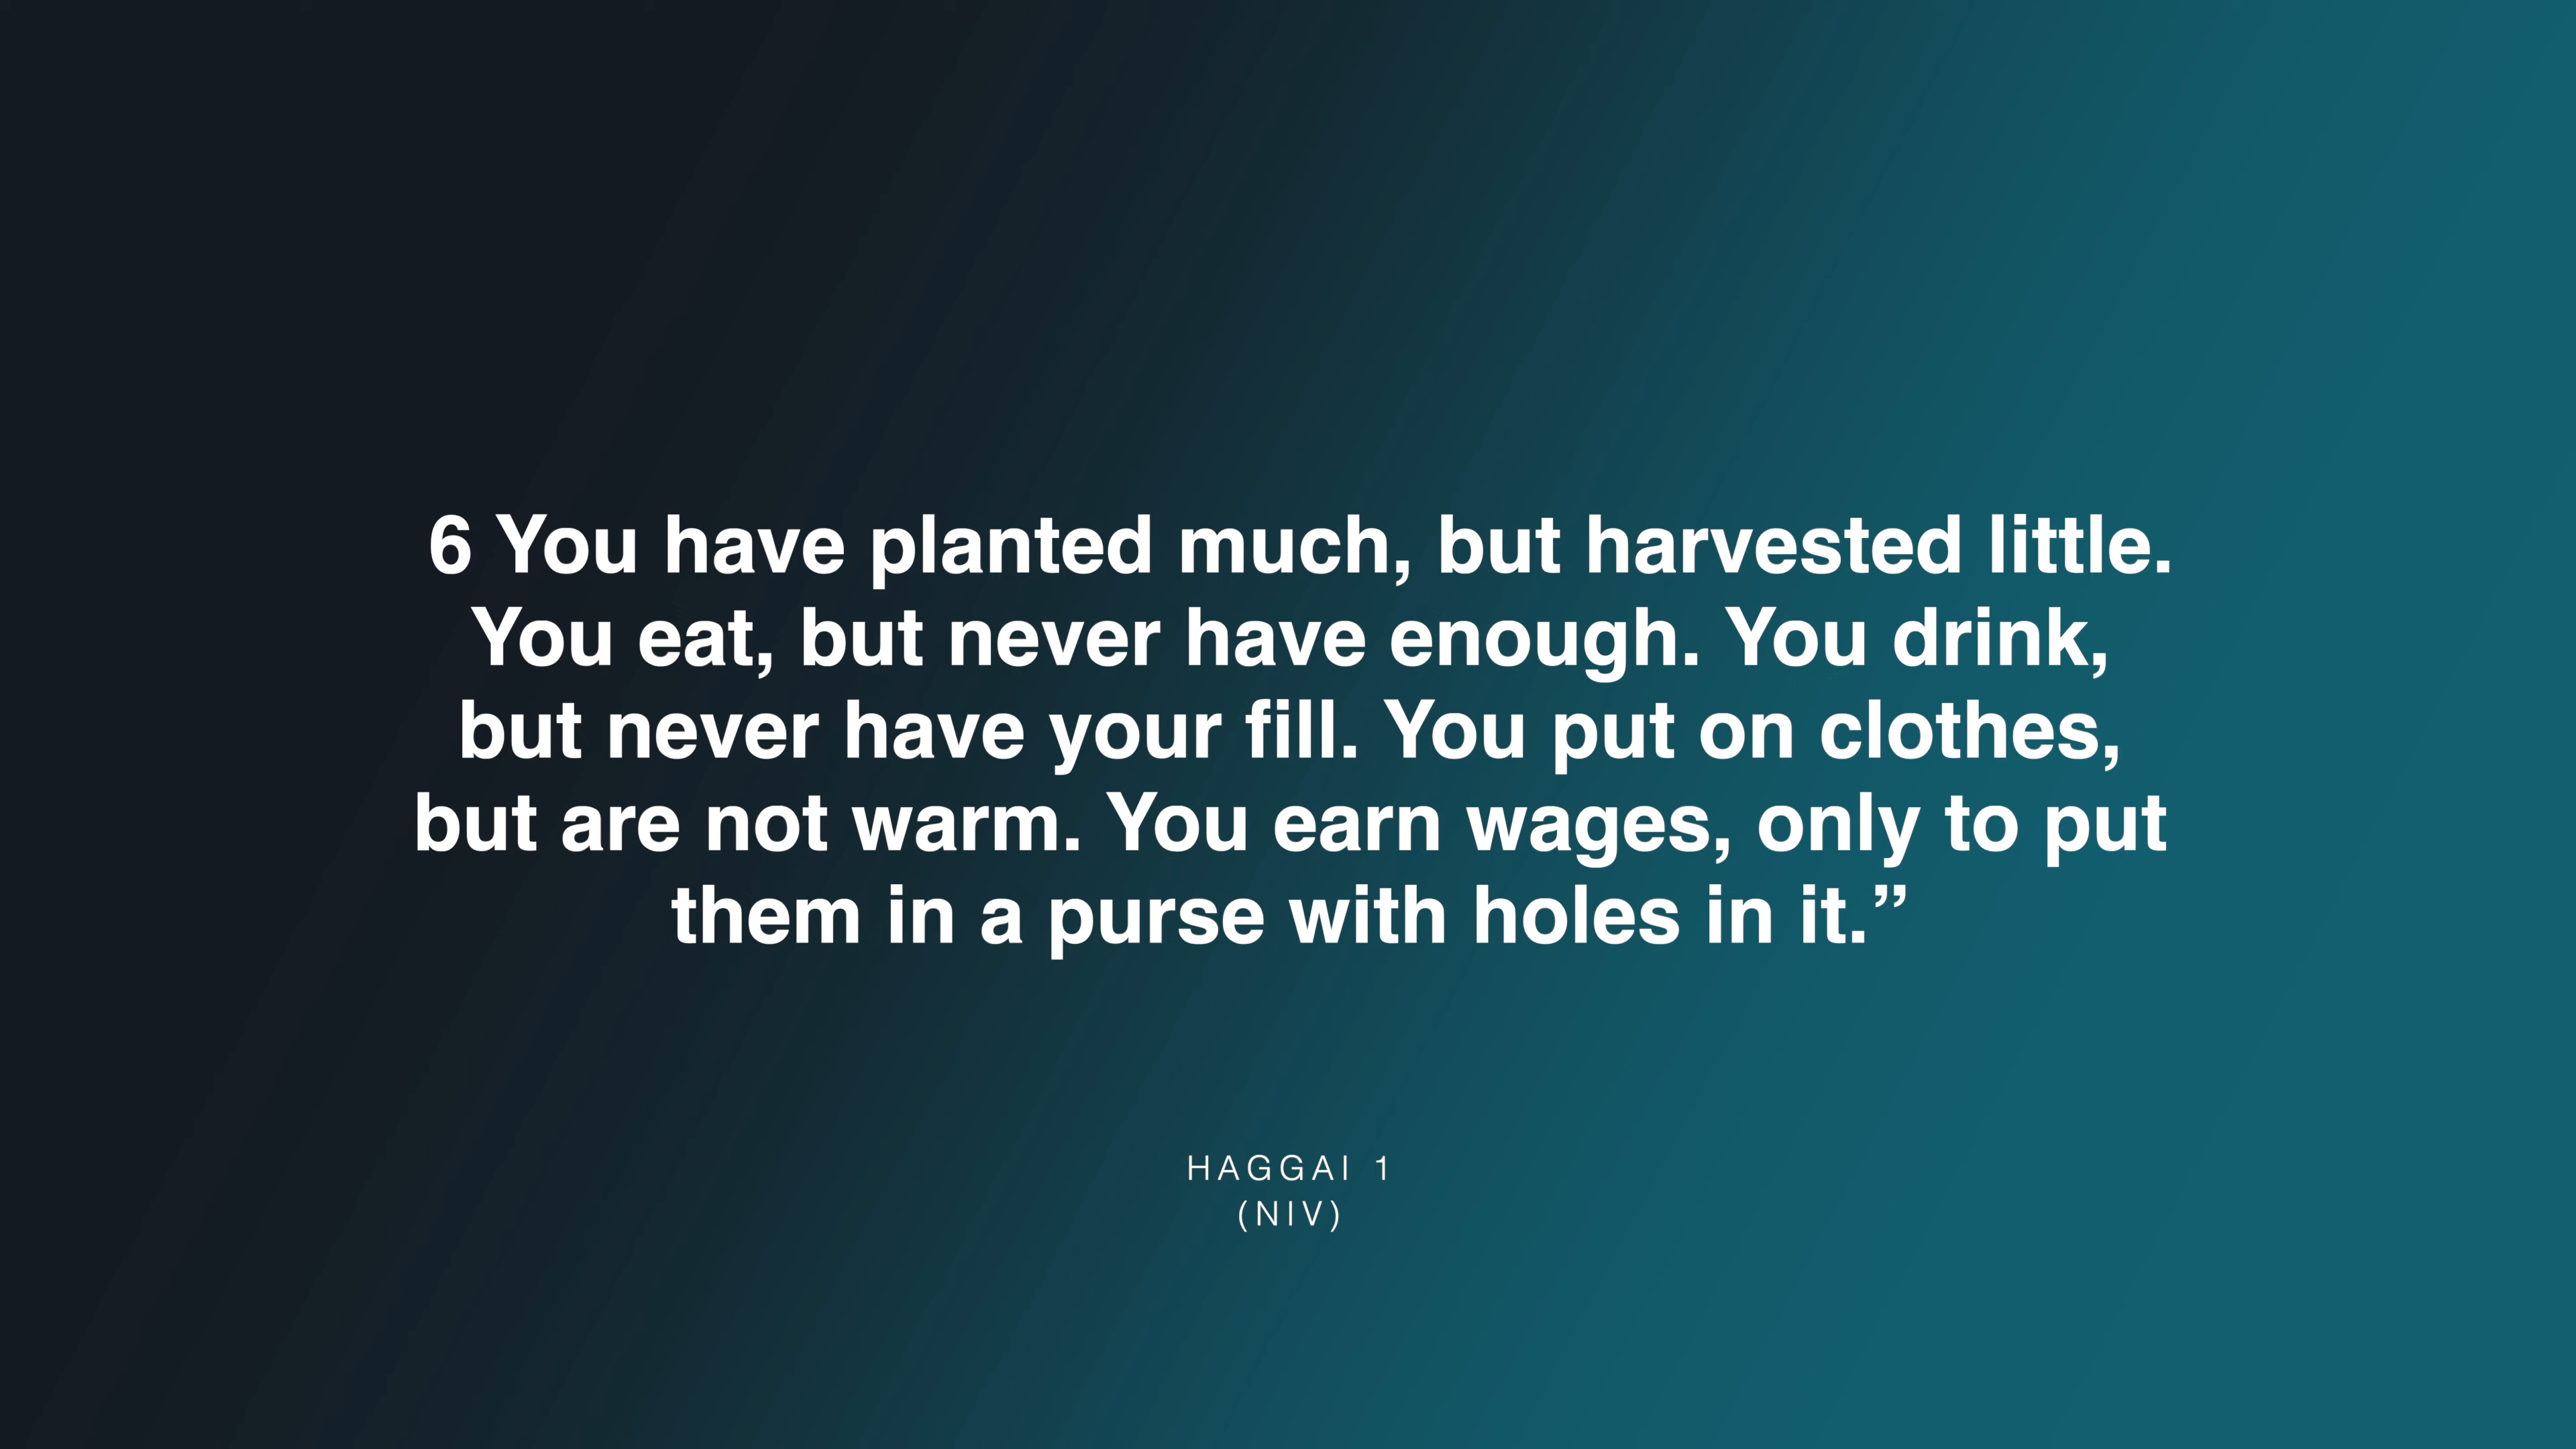 6 You have planted much, but harvested little.
You eat, but never have enough. You drink,
but never have your fill. You put on clothes,
but are not warm. You earn wages, only to put
them in a purse with holes in it.”
HAGGAI 1
(NIV)